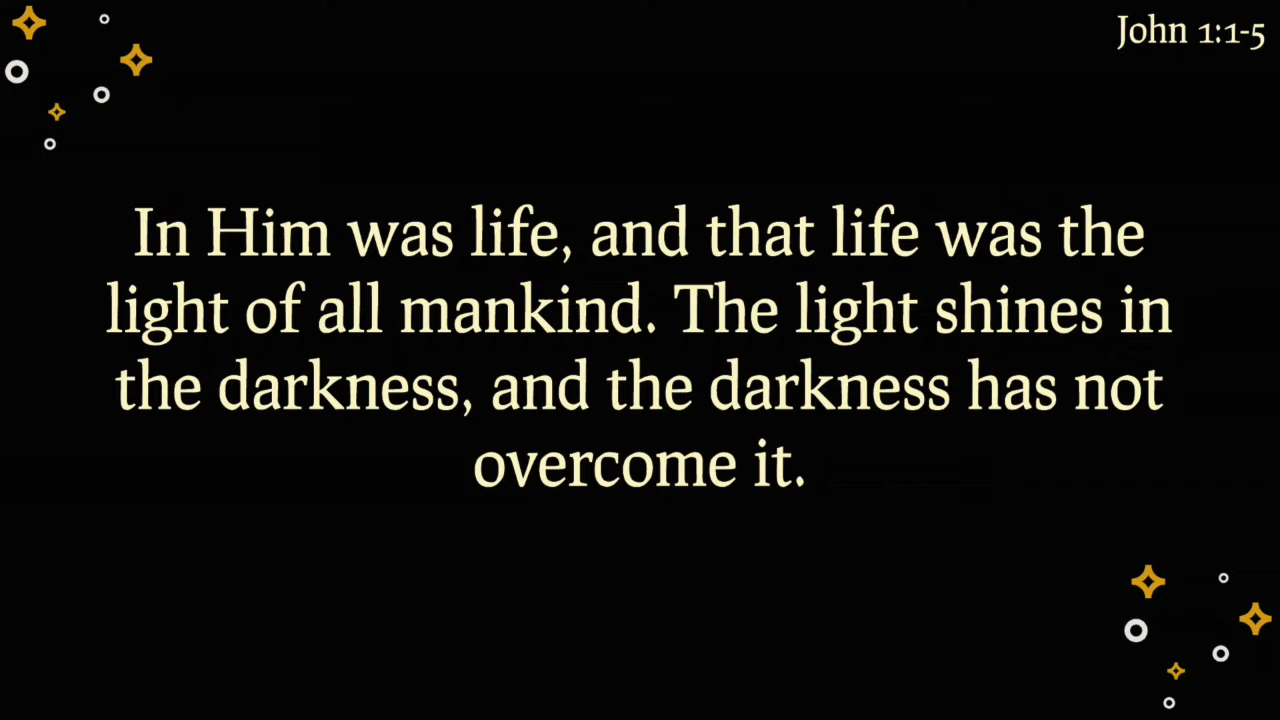 John 1:1-5
In Him was life, and that life was the
light of all mankind. The light shines in
the darkness, and the darkness has not
overcome it.